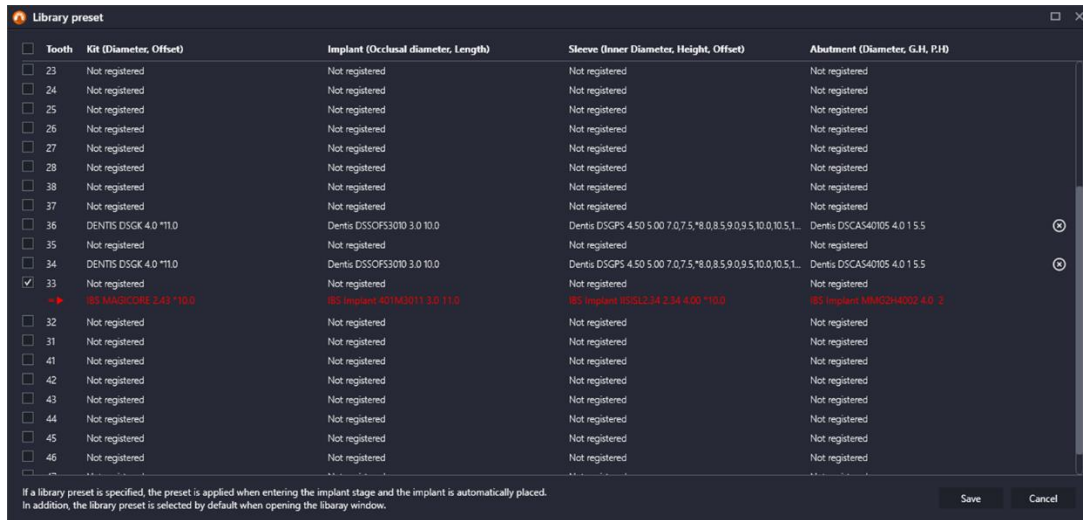 Library preset
Tooth Kit (Diameter, Offset) Implant (Occlusal diameter, Length) Sleeve (Inner Diameter, Height, Offset) Abutment (Diameter, G.H, P.H)
23 Not registered Not registered Not registered Not registered
24 Not registered Not registered Not registered Not registered
25 Not registered Not registered Not registered Not registered
26 Not registered Not registered Not registered Not registered
27 Not registered Not registered Not registered Not registered
28 Not registered Not registered Not registered Not registered
38 Not registered Not registered Not registered Not registered
37 Not registered Not registered Not registered Not registered
36 DENTIS DSGK 4.0 *11.0 Dentis DSSOFS3010 3.0 10.0 Dentis DSGPS 4.50 5.00 7.0,7.5,*8.0,8.5,9.0,9.5,10.0,10.5,1... Dentis DSCAS40105 4.0 1 5.5
35 Not registered Not registered Not registered Not registered
34 DENTIS DSGK 4.0 *11.0 Dentis DSSOFS3010 3.0 10.0 Dentis DSGPS 4.50 5.00 7.0,7.5,*8.0,8.5,9.0,9.5,10.0,10.5,1... Dentis DSCAS40105 4.0 1 5.5
33 Not registered Not registered Not registered Not registered
IBS MAGICORE 2.43 *10.0 IBS Implant 401M3011 3.0 11.0 IBS Implant 2.34 4.00 *10.0 IBS Implant MMO2H4002 4.0 2
32 Not registered Not registered Not registered Not registered
31 Not registered Not registered Not registered Not registered
41 Not registered Not registered Not registered Not registered
42 Not registered Not registered Not registered Not registered
43 Not registered Not registered Not registered Not registered
44 Not registered Not registered Not registered Not registered
45 Not registered Not registered Not registered Not registered
46 Not registered Not registered Not registered Not registered
If a library preset is specified, the preset is applied when entering the implant stage and the implant is automatically placed.
In addition, the library preset is selected by default when opening the libaray window.
Save Cancel